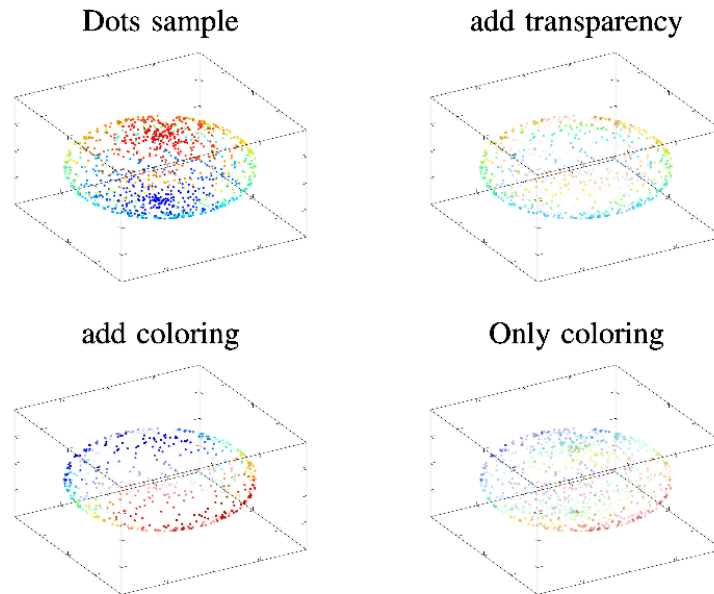 Dots sample
add transparency
add coloring
Only coloring